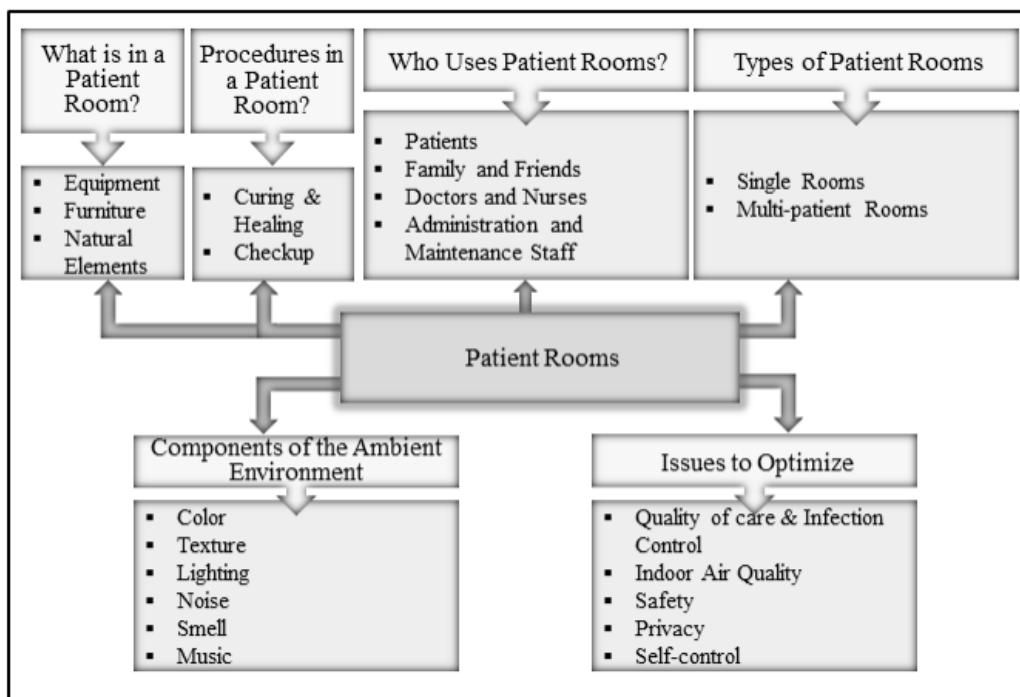 What is in a
Patient
Room?
▪ Equipment
▪ Furniture
▪ Natural
Elements
Procedures in
a Patient
Room?
▪ Curing &
Healing
▪ Checkup
Who Uses Patient Rooms?
▪ Patients
▪ Family and Friends
▪ Doctors and Nurses
▪ Administration and
Maintenance Staff
Types of Patient Rooms
▪ Single Rooms
▪ Multi-patient Rooms
Patient Rooms
Components of the Ambient
Environment
▪ Color
▪ Texture
▪ Lighting
▪ Noise
▪ Smell
▪ Music
Issues to Optimize
▪ Quality of care & Infection
Control
▪ Indoor Air Quality
▪ Safety
▪ Privacy
▪ Self-control